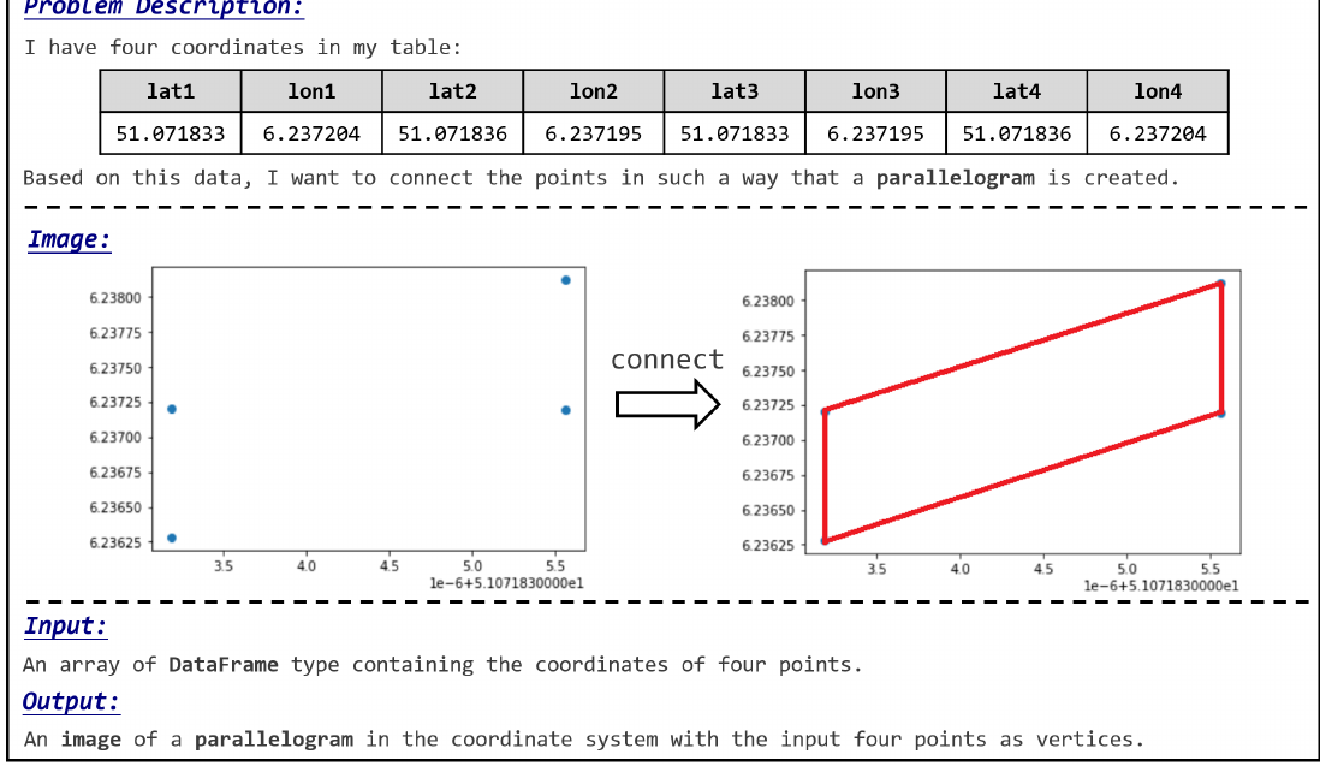 Problem Description:
I have four coordinates in my table:
lat1 lon1 lat2 lon2 lat3 lon3 lat4 lon4
51.071833 6.237204 51.071836 6.237195 51.071833 6.237195 51.071836 6.237204
Based on this data, I want to connect the points in such a way that a parallelogram is created.
Image:
6.23800
6.23775
6.23750
6.23725
6.23700
6.23675
6.23650
6.23625
3.5 4.0 4.5 5.0 5.5
1e−6+5.1071830000e1
connect
6.23800
6.23775
6.23750
6.23725
6.23700
6.23675
6.23650
6.23625
3.5 4.0 4.5 5.0 5.5
1e−6+5.1071830000e1
Input:
An array of DataFrame type containing the coordinates of four points.
Output:
An image of a parallelogram in the coordinate system with the input four points as vertices.